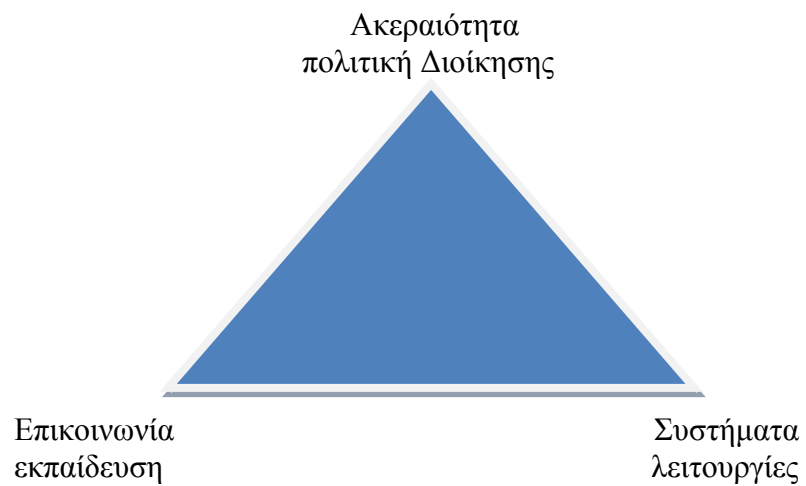 Ακεραιότητα
πολιτική Διοίκησης
Επικοινωνία
εκπαίδευση
Συστήματα
λειτουργίες